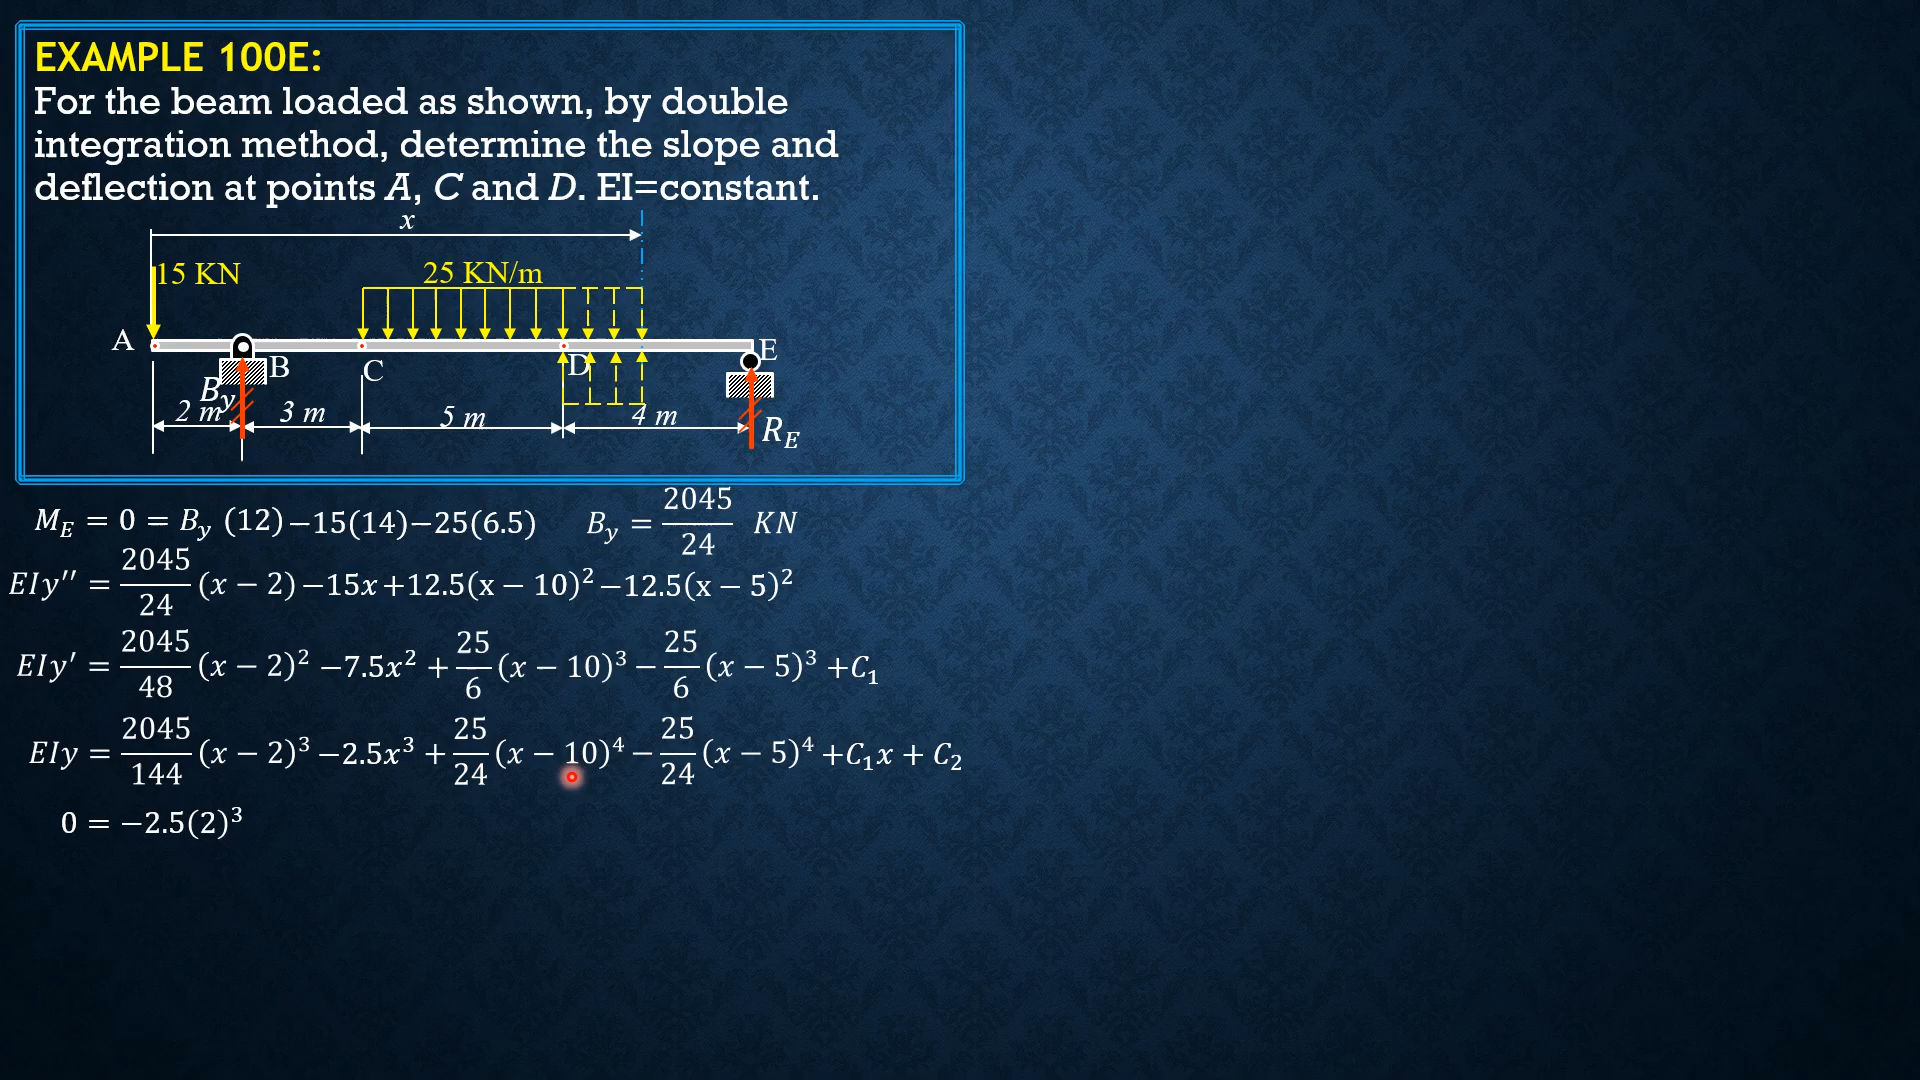 EXAMPLE 100E:
For the beam loaded as shown, by double
integration method, determine the slope and
deflection at points A, C and D. EI=constant.
x
15 KN
25 KN/m
A
B
C
D
E
B_y
2 m
3 m
5 m
4 m
R_E
M_E = 0 = B_y (12) −15(14)−25(6.5)   B_y = 2045/24 KN
EIy′′ = 2045/24 (x − 2) −15x +12.5(x − 10)² −12.5(x − 5)²
EIy′ = 2045/48 (x − 2)² −7.5x² + 25/6 (x − 10)³ − 25/6 (x − 5)³ +C₁
EIy = 2045/144 (x − 2)³ −2.5x³ + 25/24 (x − 10)⁴ − 25/24 (x − 5)⁴ +C₁x + C₂
0 = −2.5(2)³